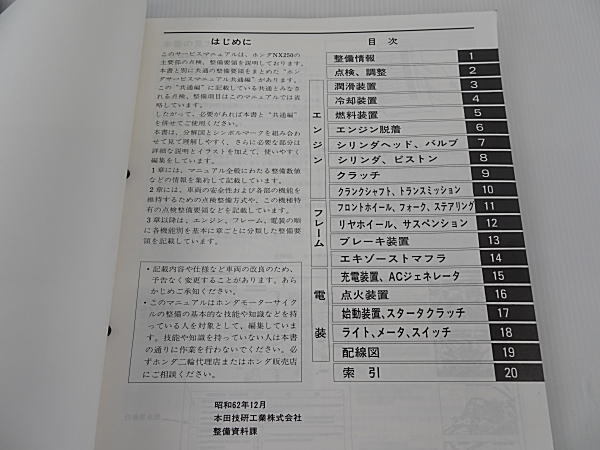 はじめに
このサービスマニュアルは、ホンダNX250の
主要部の点検、整備要領を説明しております。
本書と別に共通の整備要領をまとめた“ホン
ダサービスマニュアル共通編”があります。
この“共通編”に記載している共通とみなさ
れる点検、整備項目はこのマニュアルでは省
略しています。
したがって、必要があれば本書と“共通編”
を併せてご使用ください。
本書は、分解図とシンボルマークを組み合わ
せて見て理解しやすく、さらに必要な部分は
詳細な説明とイラストを加えて、使いやすく
編集をしています。
1章には、マニュアル全般にわたる整備数値
などの情報を集約して記載しています。
2章には、車両の安全性および各部の機能を
維持するための点検整備方式や、この機種特
有の点検整備要領などを記載しています。
3章以降は、エンジン、フレーム、電装の順
に各機能別を基本に章ごとに分類した整備要
領を記載しています。
・記載内容や仕様など車両の改良のため、
予告なく変更することがあります。あら
かじめご承知ください。
・このマニュアルはホンダモーターサイク
ルの整備の基本的な技能や知識などを持
っている人を対象として、編集していま
す。技能や知識を持っていない人は本書
の通りに作業を行わないでください。必
ずホンダ二輪代理店またはホンダ販売店
にご相談ください。
昭和62年12月
本田技研工業株式会社
整備資料課
目 次
整備情報 1
点検、調整 2
エンジン
潤滑装置 3
冷却装置 4
燃料装置 5
エンジン脱着 6
シリンダヘッド、バルブ 7
シリンダ、ピストン 8
クラッチ 9
クランクシャフト、トランスミッション 10
フレーム
フロントホイール、フォーク、ステアリング 11
リヤホイール、サスペンション 12
ブレーキ装置 13
エキゾーストマフラ 14
電装
充電装置、ACジェネレータ 15
点火装置 16
始動装置、スタータクラッチ 17
ライト、メータ、スイッチ 18
配線図 19
索 引 20